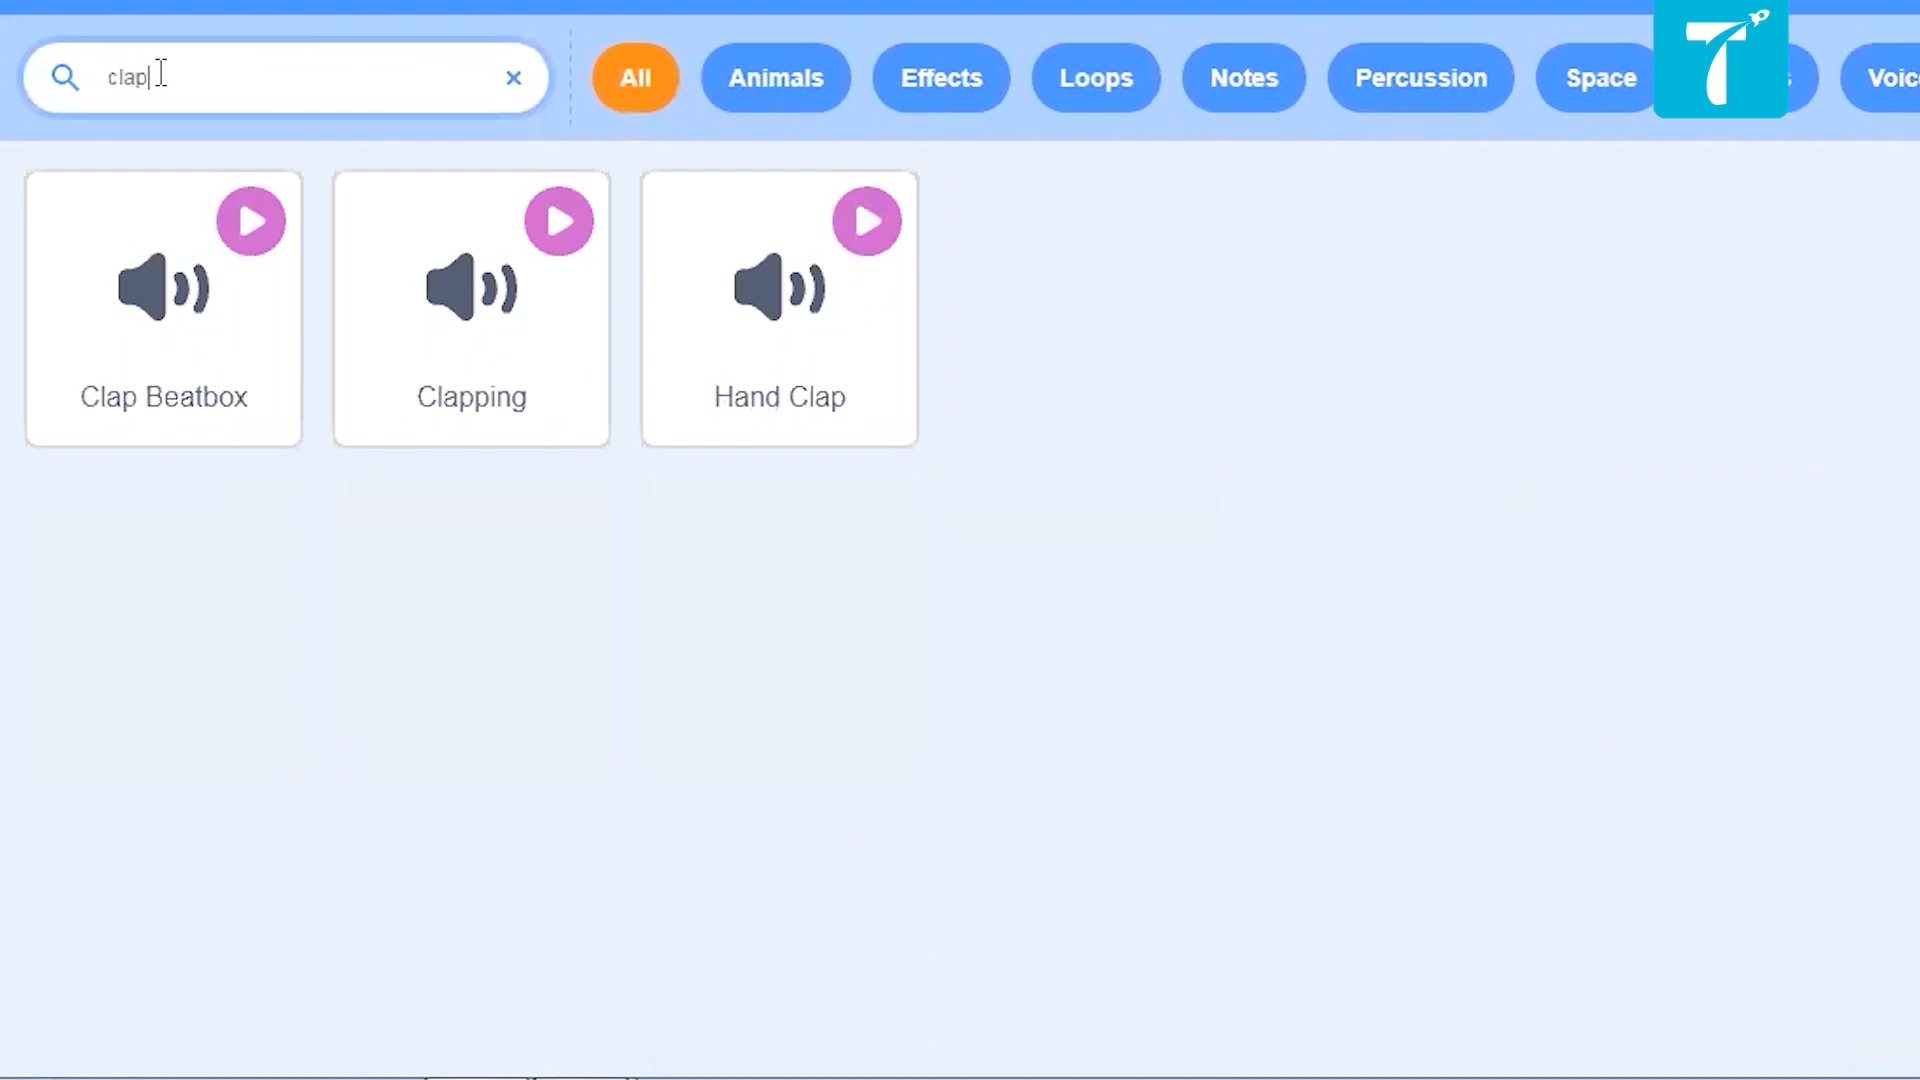 clap
All
Animals
Effects
Loops
Notes
Percussion
Space
Clap Beatbox
Clapping
Hand Clap